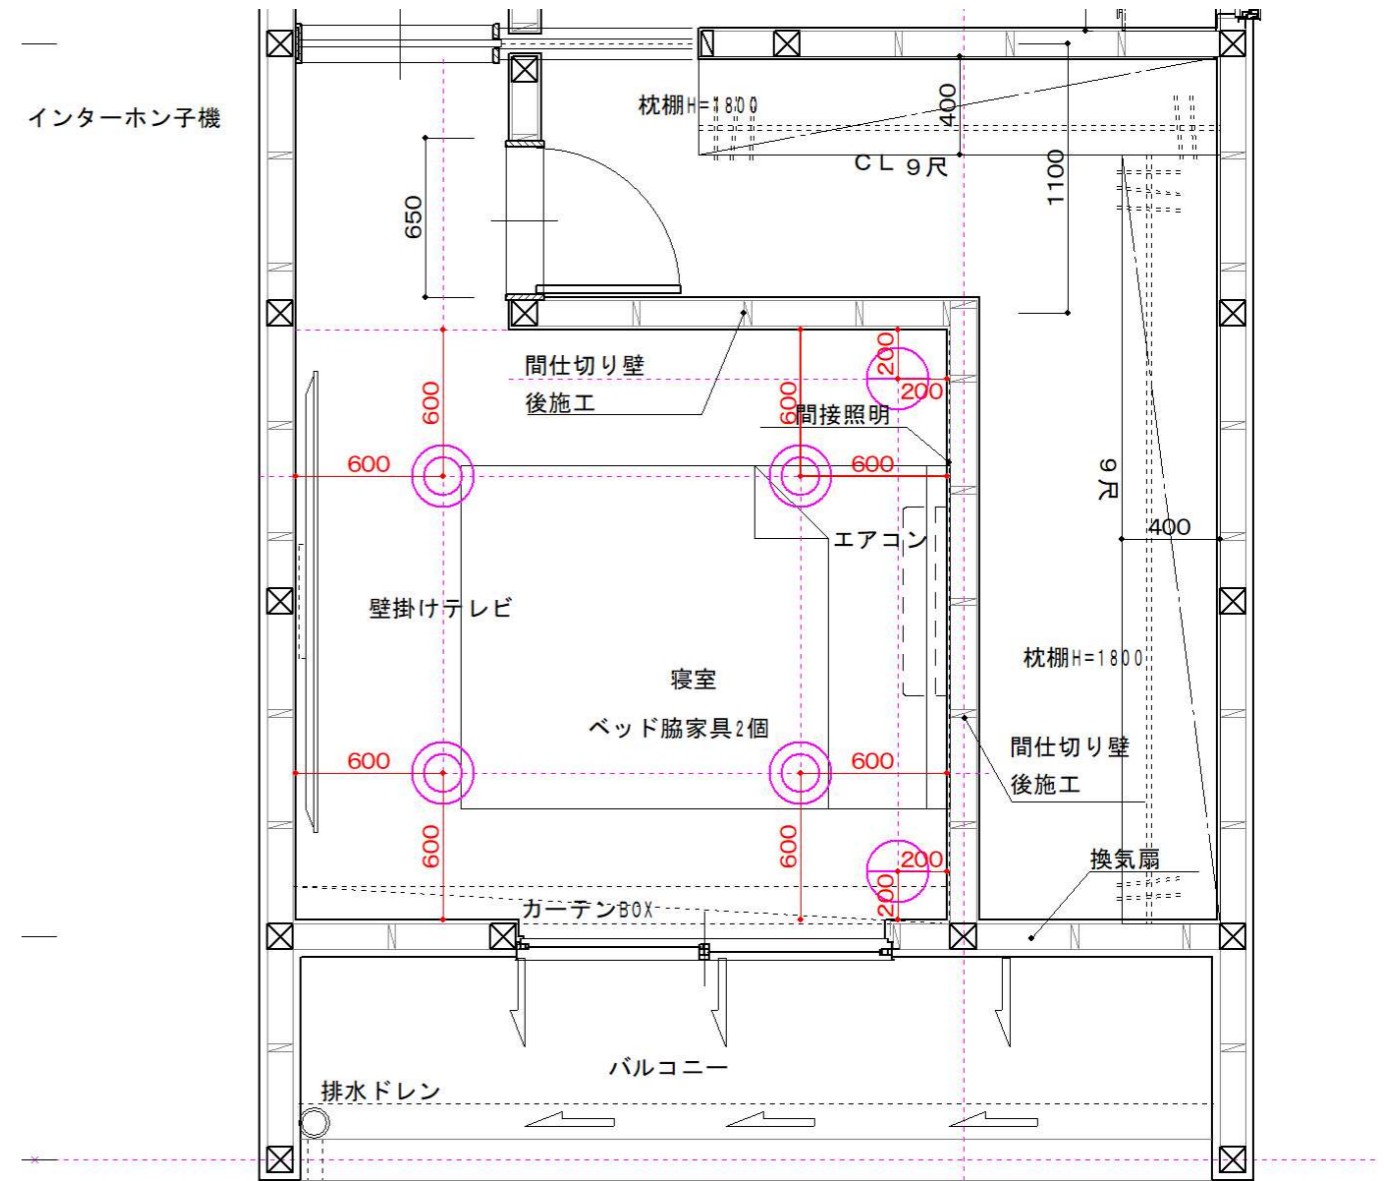 インターホン子機
枕棚H=1800
400
CL 9尺
1100
650
間仕切り壁
後施工
200
200
600
600
間接照明
600
600
エアコン
9尺
400
壁掛けテレビ
寝室
枕棚H=1800
ベッド脇家具2個
間仕切り壁
後施工
600
600
600
600
200
200
換気扇
カーテンBOX
バルコニー
排水ドレン